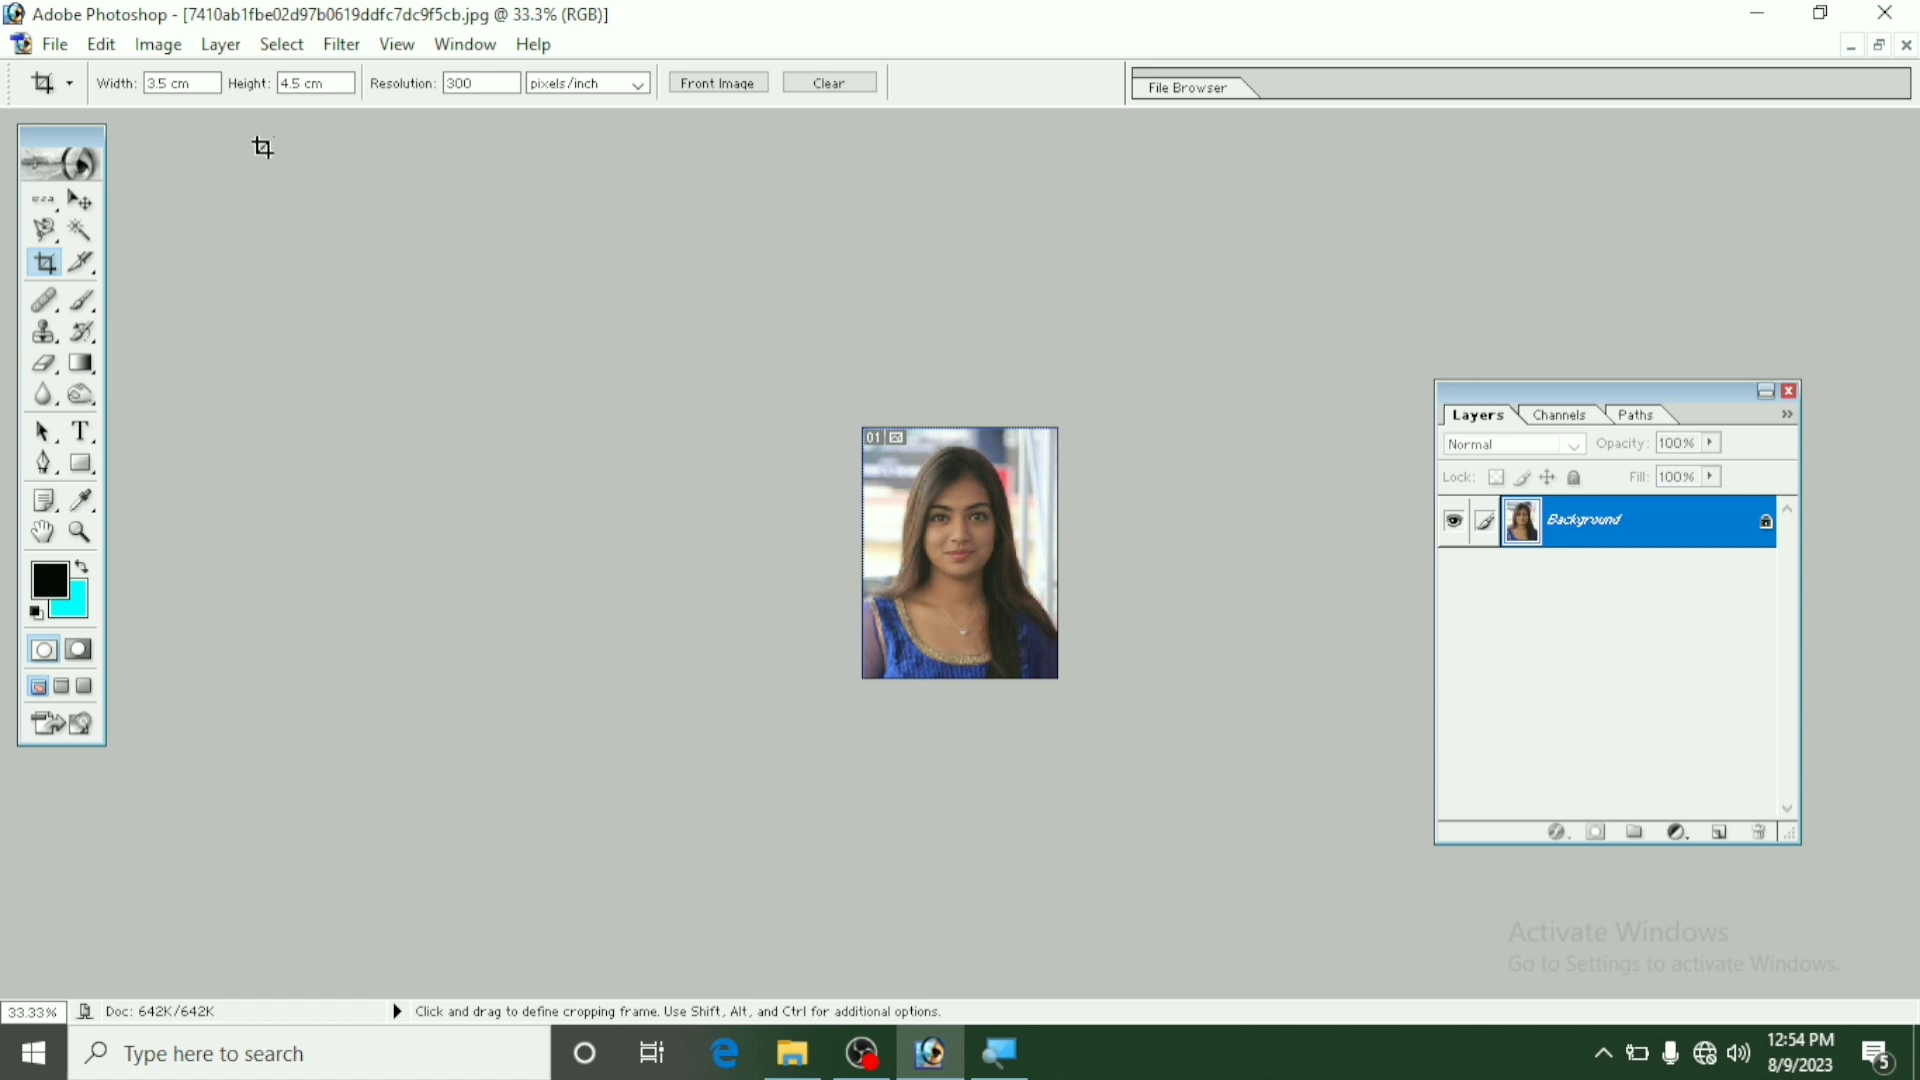 Adobe Photoshop - [7410ab1fbe02d97b0619ddfc7dc9f5cb.jpg @ 33.3% (RGB)]
File Edit Image Layer Select Filter View Window Help
Width: 3.5 cm Height: 4.5 cm Resolution: 300 pixels/inch Front Image Clear File Browser
01
Layers Channels Paths
Normal Opacity: 100%
Lock: Fill: 100%
Background
T
Activate Windows
Go to Settings to activate Windows.
33.33% Doc: 642K/642K Click and drag to define cropping frame. Use Shift, Alt, and Ctrl for additional options.
Type here to search
12:54 PM
8/9/2023
5